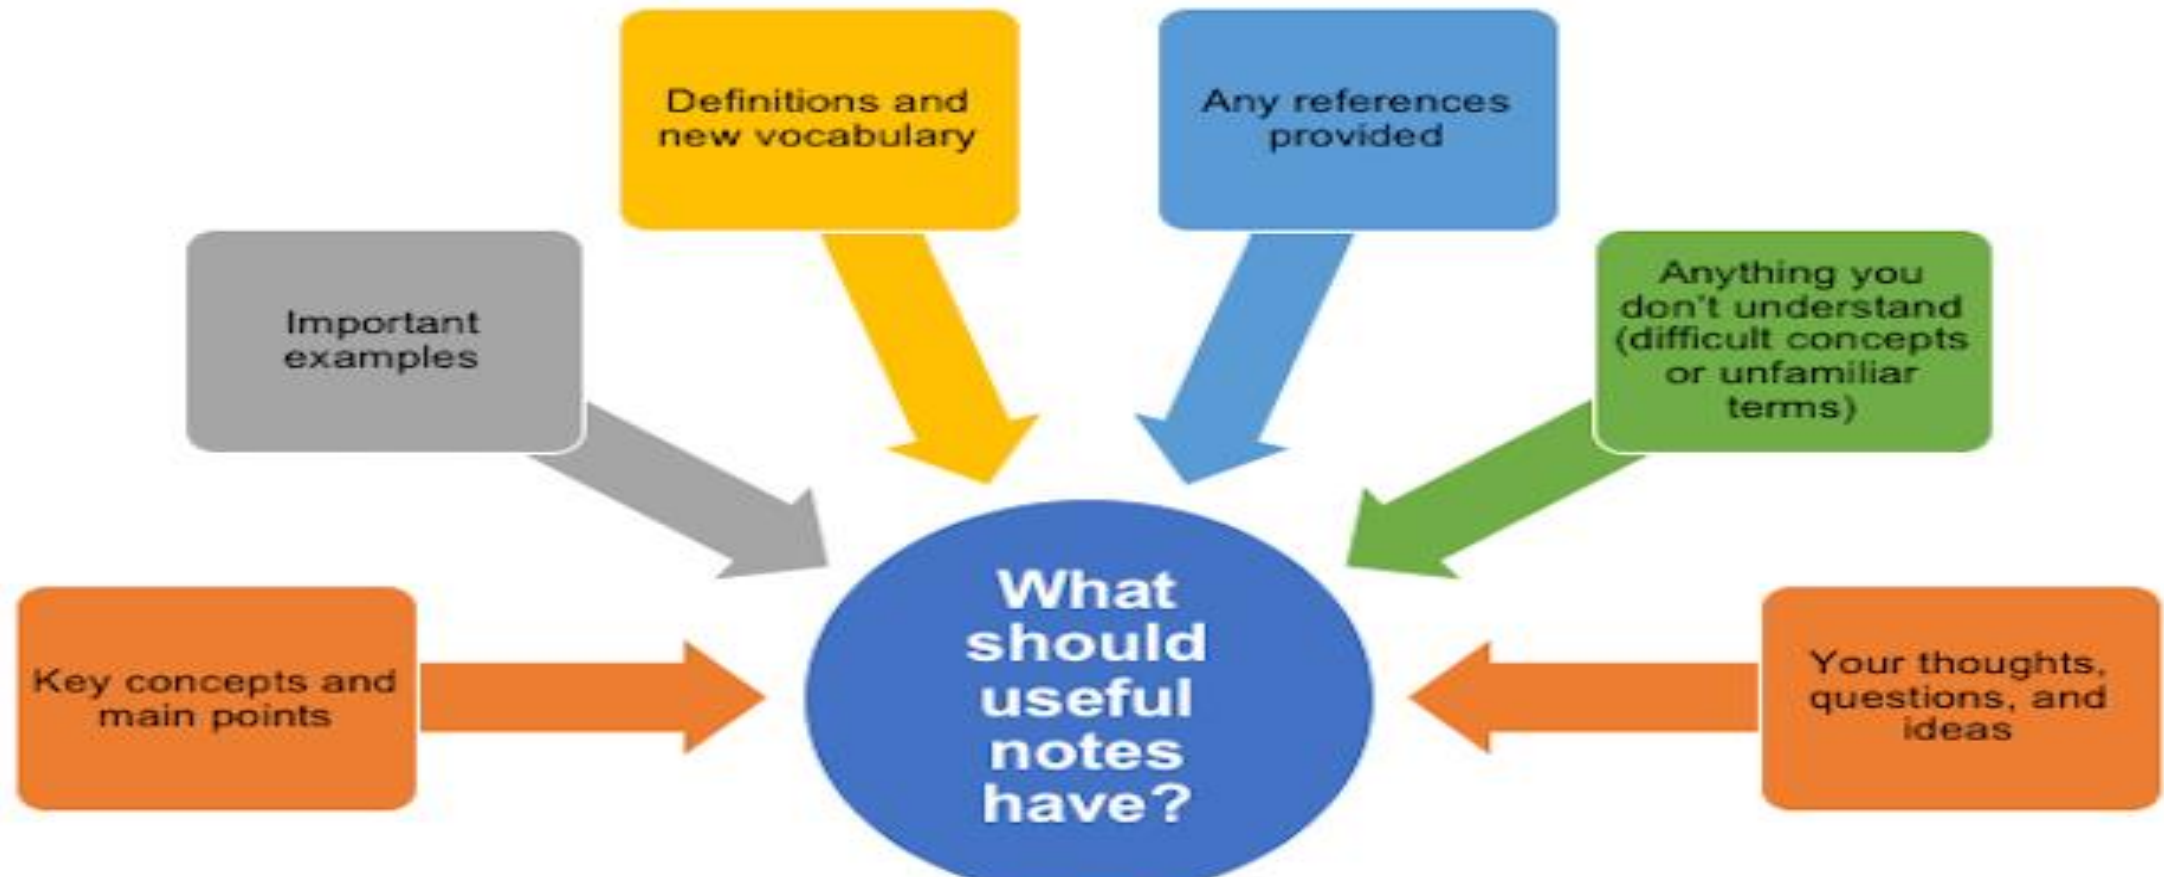 Definitions and
new vocabulary
Any references
provided
Important
examples
Anything you
don't understand
(difficult concepts
or unfamiliar
terms)
Key concepts and
main points
What
should
useful
notes
have?
Your thoughts,
questions, and
ideas